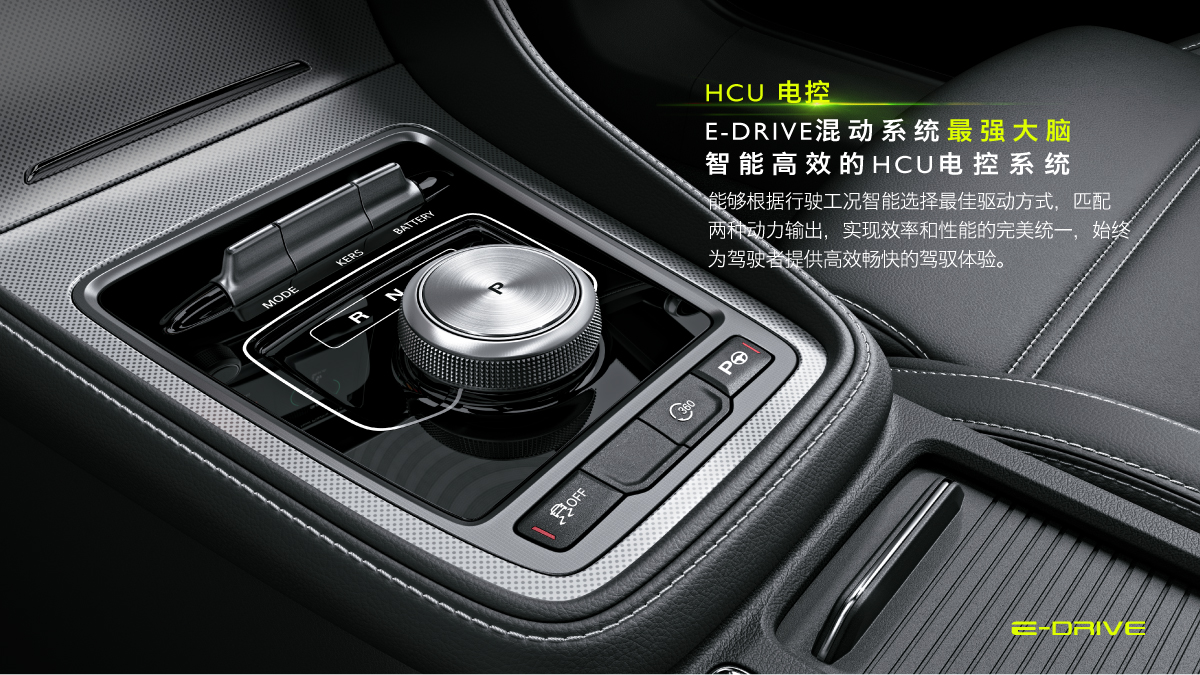 HCU 电控
E-DRIVE混动系统最强大脑
智能高效的HCU电控系统
能够根据行驶工况智能选择最佳驱动方式，匹配
两种动力输出，实现效率和性能的完美统一，始终
为驾驶者提供高效畅快的驾驭体验。
BATTERY
KERS
MODE
P
N
R
P
360
OFF
E-DRIVE